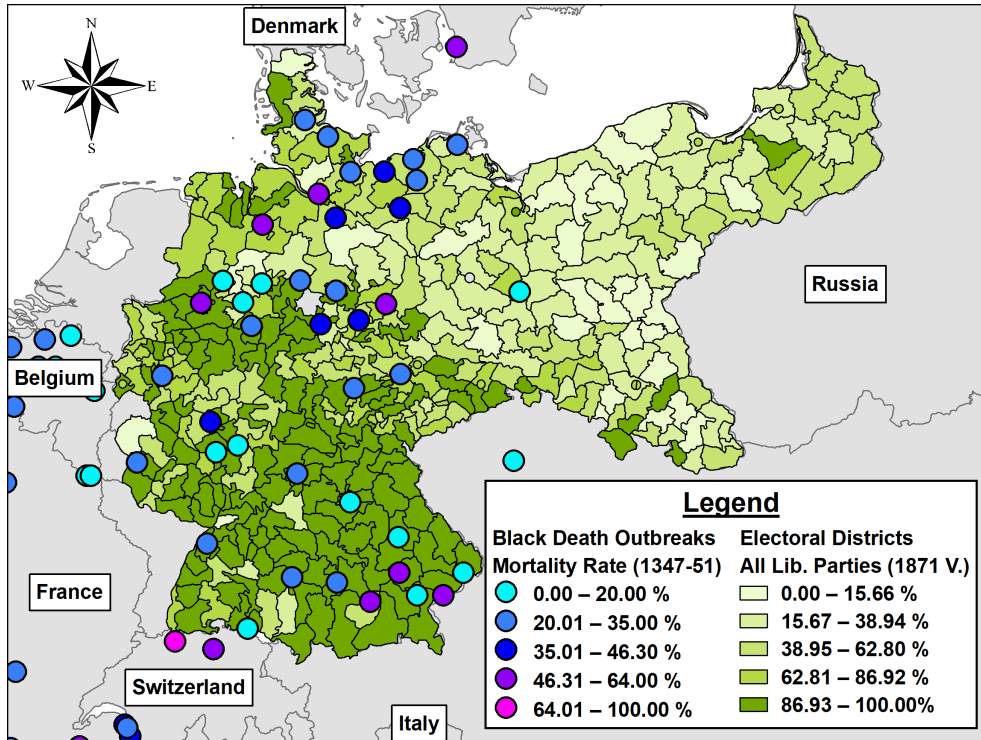 Denmark
N
W
E
S
Russia
Belgium
France
Switzerland
Italy
Legend
Black Death Outbreaks
Mortality Rate (1347-51)
0.00 – 20.00 %
20.01 – 35.00 %
35.01 – 46.30 %
46.31 – 64.00 %
64.01 – 100.00 %
Electoral Districts
All Lib. Parties (1871 V.)
0.00 – 15.66 %
15.67 – 38.94 %
38.95 – 62.80 %
62.81 – 86.92 %
86.93 – 100.00%